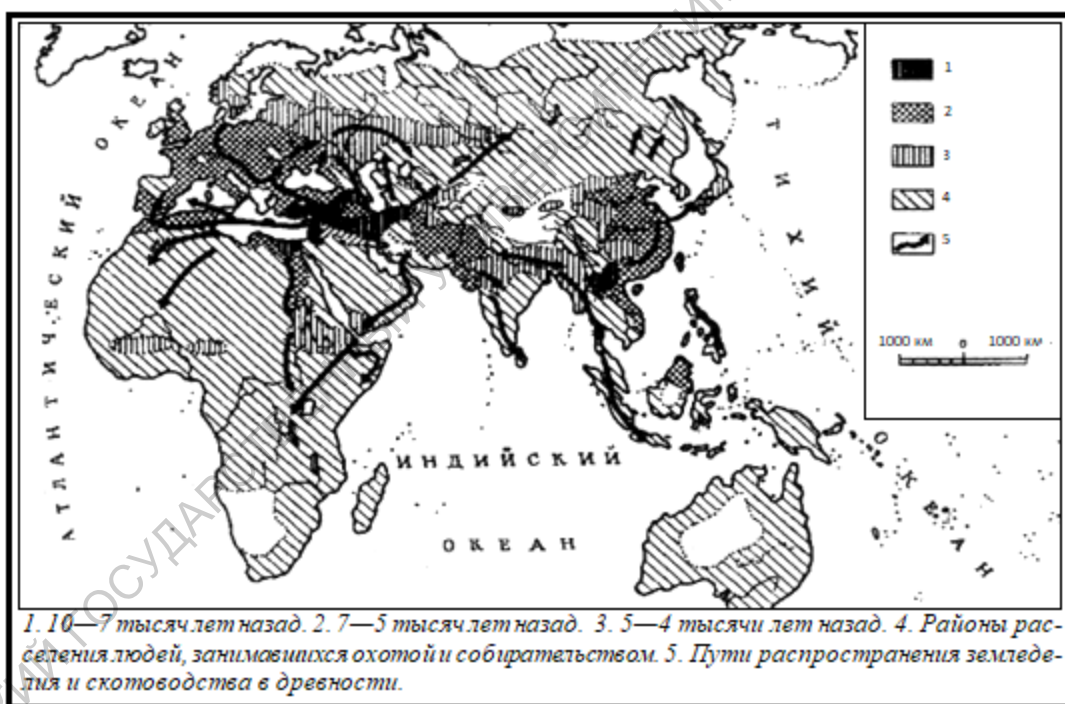 АТЛАНТИЧЕСКИЙ
ОКЕАН
ТИХИЙ
ОКЕАН
ИНДИЙСКИЙ
ОКЕАН
1
2
3
4
5
1000 км 0 1000 км
1. 10—7 тысяч лет назад. 2. 7—5 тысяч лет назад. 3. 5—4 тысячи лет назад. 4. Районы рас-
селения людей, занимавшихся охотой и собирательством. 5. Пути распространения земледе-
лия и скотоводства в древности.